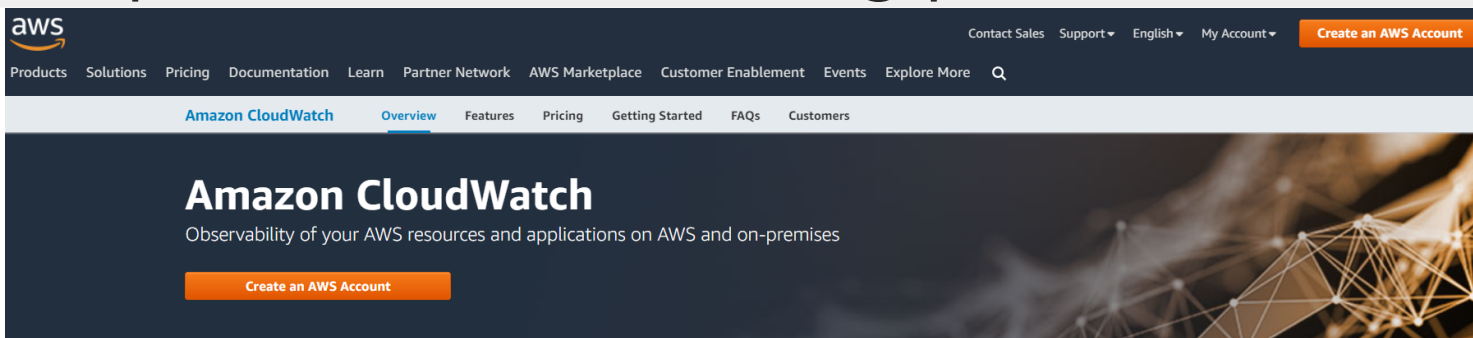 aws
Contact Sales Support English My Account Create an AWS Account
Products Solutions Pricing Documentation Learn Partner Network AWS Marketplace Customer Enablement Events Explore More
Amazon CloudWatch Overview Features Pricing Getting Started FAQs Customers
Amazon CloudWatch
Observability of your AWS resources and applications on AWS and on-premises
Create an AWS Account